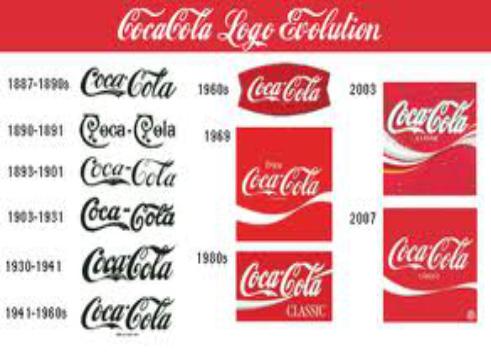 CocaCola Logo Evolution
1887-1890s Coca-Cola
1890-1891 Coca-Cola
1893-1901 Coca-Cola
1903-1931 Coca-Cola
1930-1941 Coca-Cola
1941-1960s Coca-Cola
1960s Coca-Cola
1969
Enjoy
Coca-Cola
1980s Coca-Cola
CLASSIC
2003
Coca-Cola
2007
Coca-Cola